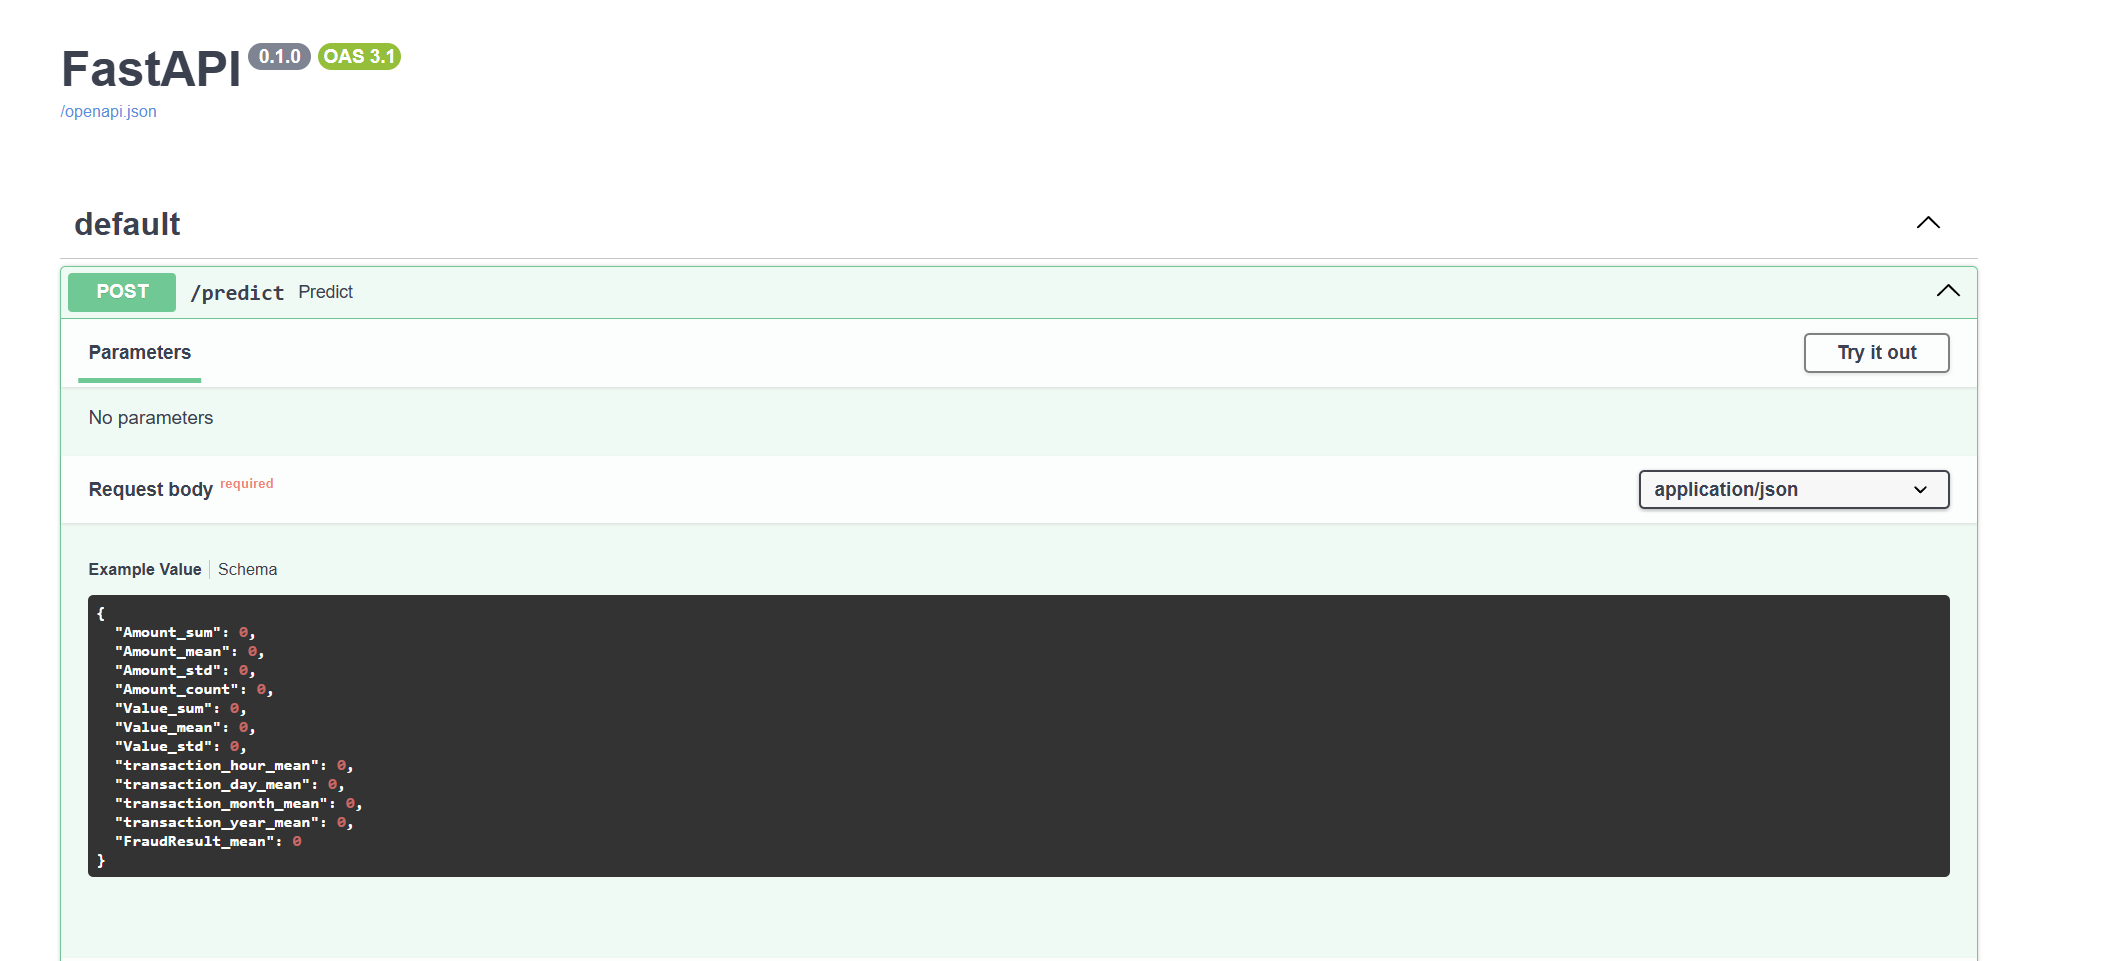 FastAPI 0.1.0 OAS 3.1
/openapi.json
default
POST /predict Predict
Parameters Try it out
No parameters
Request body required application/json
Example Value Schema
{
"Amount_sum": 0,
"Amount_mean": 0,
"Amount_std": 0,
"Amount_count": 0,
"Value_sum": 0,
"Value_mean": 0,
"Value_std": 0,
"transaction_hour_mean": 0,
"transaction_day_mean": 0,
"transaction_month_mean": 0,
"transaction_year_mean": 0,
"FraudResult_mean": 0
}